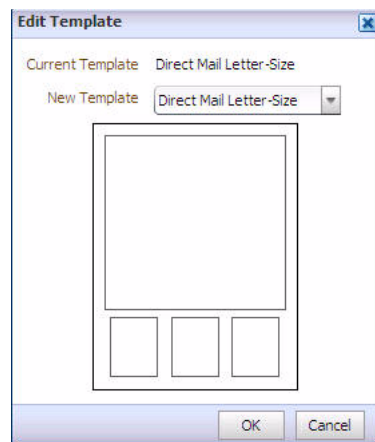 Edit Template
Current Template Direct Mail Letter-Size
New Template Direct Mail Letter-Size
OK Cancel